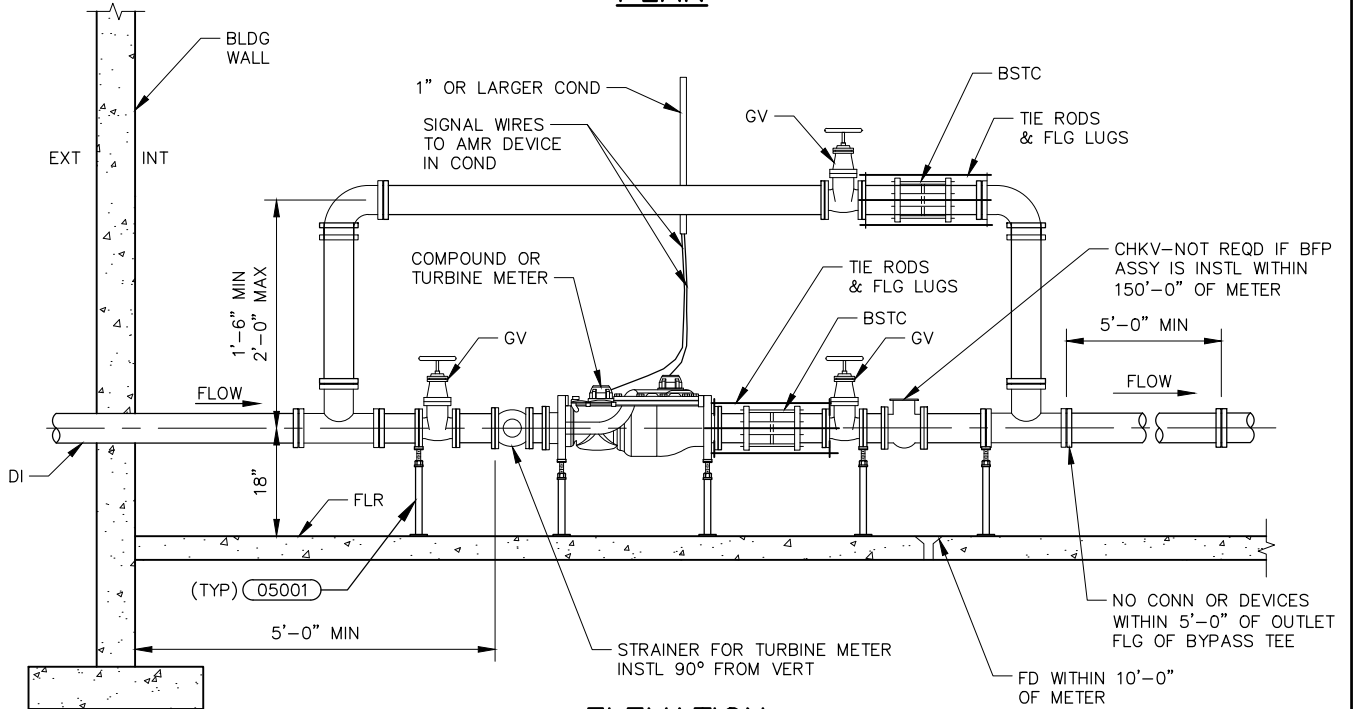 BLDG
WALL
EXT
INT
1" OR LARGER COND
SIGNAL WIRES
TO AMR DEVICE
IN COND
GV
BSTC
TIE RODS
& FLG LUGS
COMPOUND OR
TURBINE METER
TIE RODS
& FLG LUGS
BSTC
CHKV-NOT REQD IF BFP
ASSY IS INSTL WITHIN
150'-0" OF METER
1'-6" MIN
2'-0" MAX
GV
GV
5'-0" MIN
FLOW
FLOW
DI
18"
FLR
(TYP) 05001
5'-0" MIN
STRAINER FOR TURBINE METER
INSTL 90° FROM VERT
NO CONN OR DEVICES
WITHIN 5'-0" OF OUTLET
FLG OF BYPASS TEE
FD WITHIN 10'-0"
OF METER